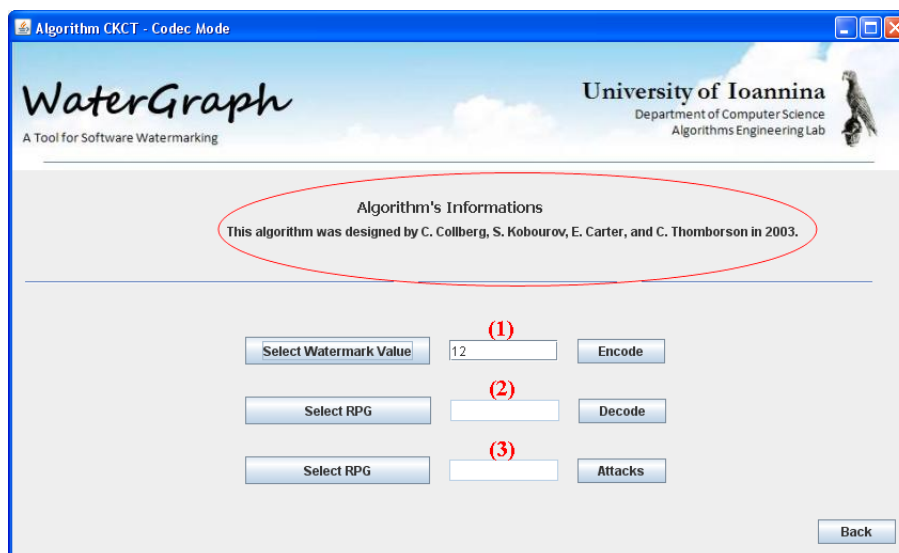 Algorithm CKCT - Codec Mode
WaterGraph
A Tool for Software Watermarking
University of Ioannina
Department of Computer Science
Algorithms Engineering Lab
Algorithm's Informations
This algorithm was designed by C. Collberg, S. Kobourov, E. Carter, and C. Thomborson in 2003.
(1)
Select Watermark Value 12 Encode
(2)
Select RPG Decode
(3)
Select RPG Attacks
Back